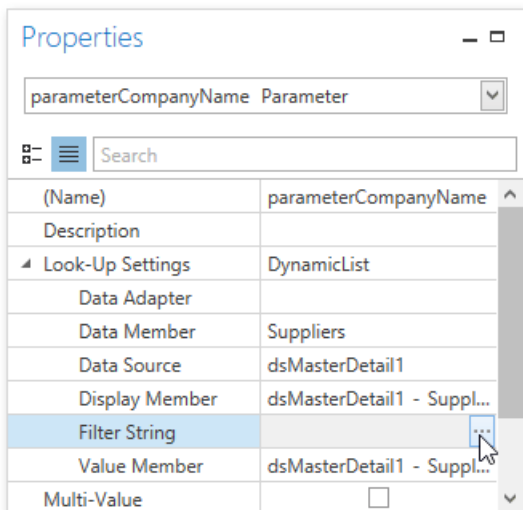 Properties
parameterCompanyName Parameter
Search
(Name) parameterCompanyName
Description
Look-Up Settings DynamicList
Data Adapter
Data Member Suppliers
Data Source dsMasterDetail1
Display Member dsMasterDetail1 - Suppl...
Filter String ...
Value Member dsMasterDetail1 - Suppl...
Multi-Value